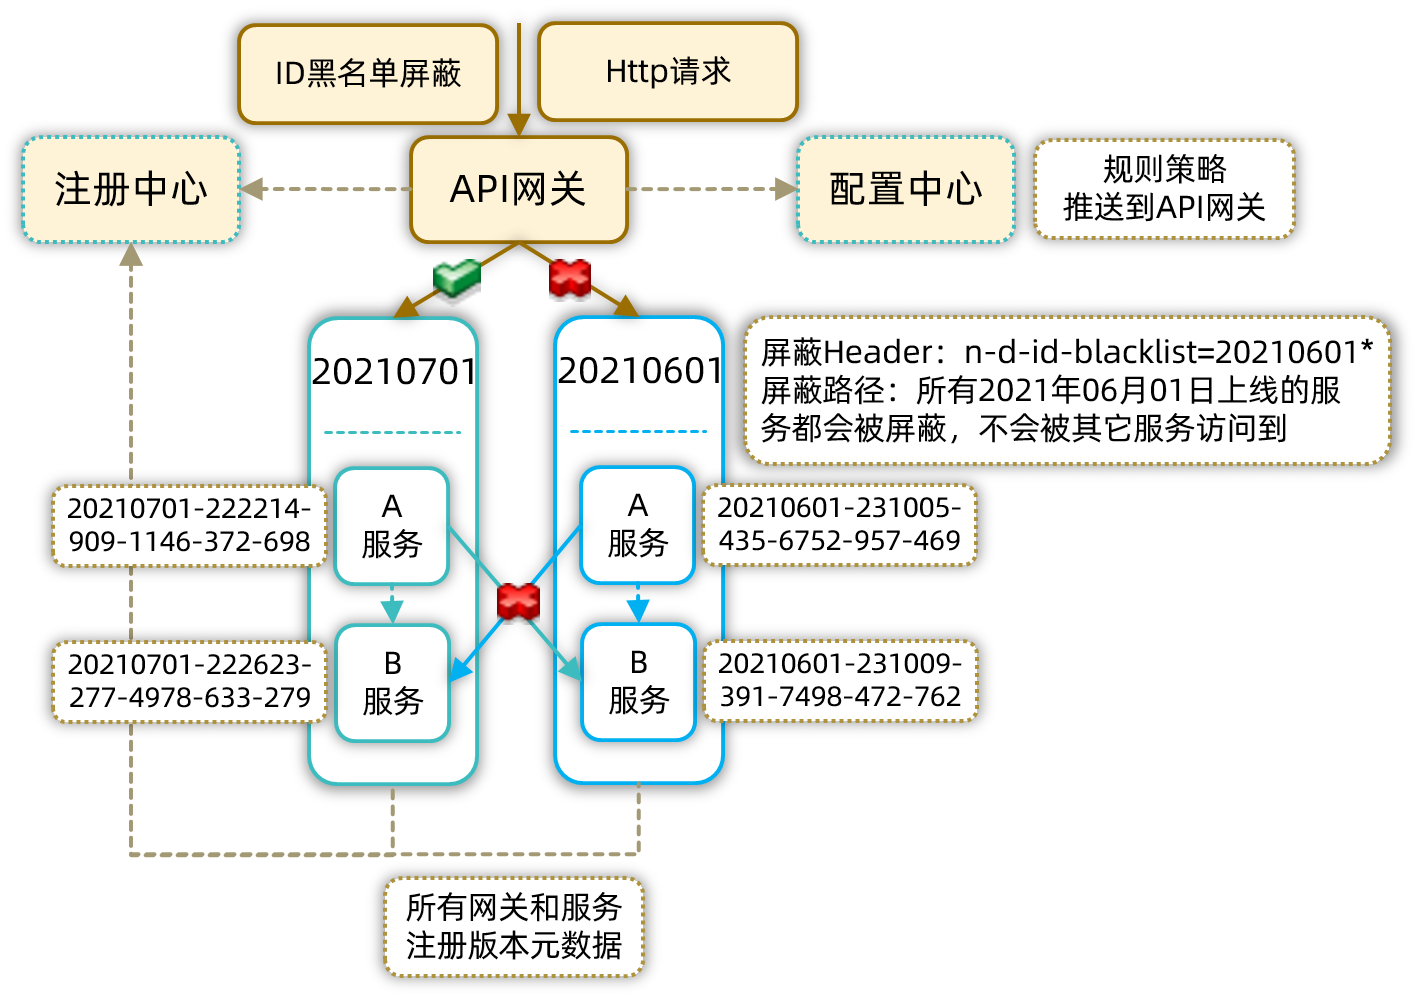 ID黑名单屏蔽
Http请求
注册中心
API网关
配置中心
规则策略
推送到API网关
20210701
20210601
屏蔽Header：n-d-id-blacklist=20210601*
屏蔽路径：所有2021年06月01日上线的服
务都会被屏蔽，不会被其它服务访问到
20210701-222214-
909-1146-372-698
A
服务
A
服务
20210601-231005-
435-6752-957-469
20210701-222623-
277-4978-633-279
B
服务
B
服务
20210601-231009-
391-7498-472-762
所有网关和服务
注册版本元数据